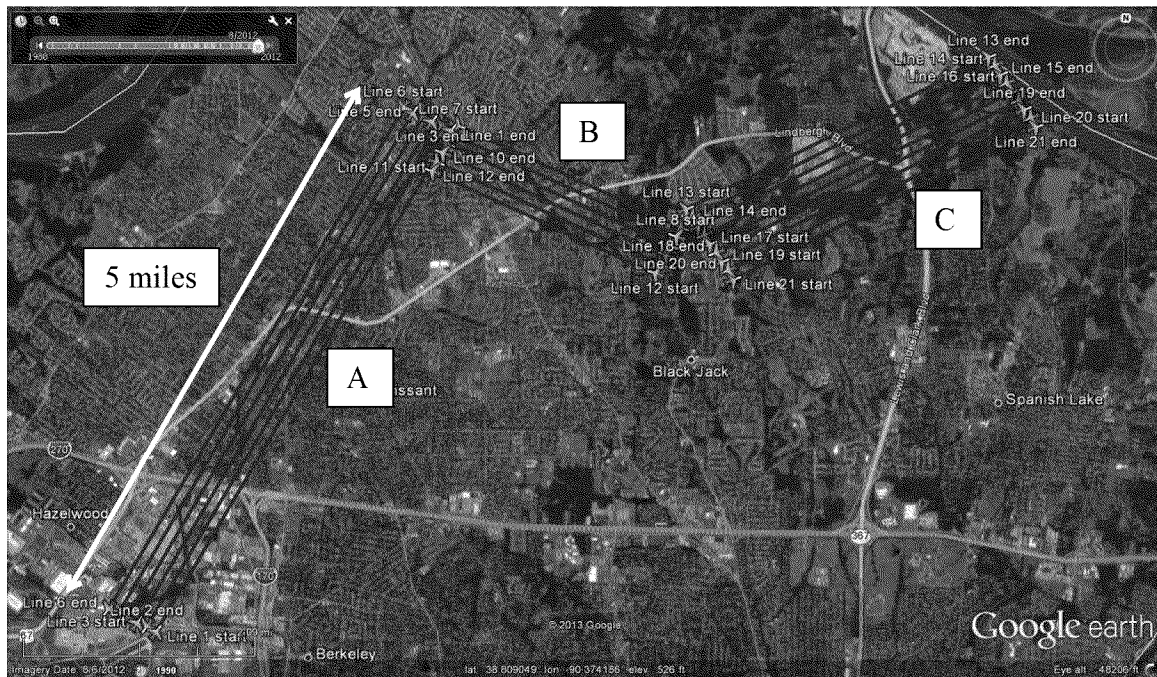 8/2012
1980
2012
N
Line 13 end
Line 14 start
Line 16 start
Line 15 end
Line 19 end
Line 20 start
Line 21 end
Line 6 start
Line 5 end
Line 7 start
Line 3 end
Line 1 end
Line 10 end
Line 11 start
Line 12 end
B
Lindbergh Blvd
Line 13 start
Line 14 end
Line 8 start
Line 17 start
Line 18 end
Line 19 start
Line 20 end
Line 12 start
Line 21 start
C
5 miles
A
issant
Black Jack
Spanish Lake
270
Hazelwood
367
170
Line 6 end
Line 2 end
Line 3 start
Line 1 start
67
Berkeley
© 2013 Google
Google earth
Imagery Date 8/6/2012
1990
lat 38.809049 lon -90.374156 elev 526 ft
Eye alt 48206 ft